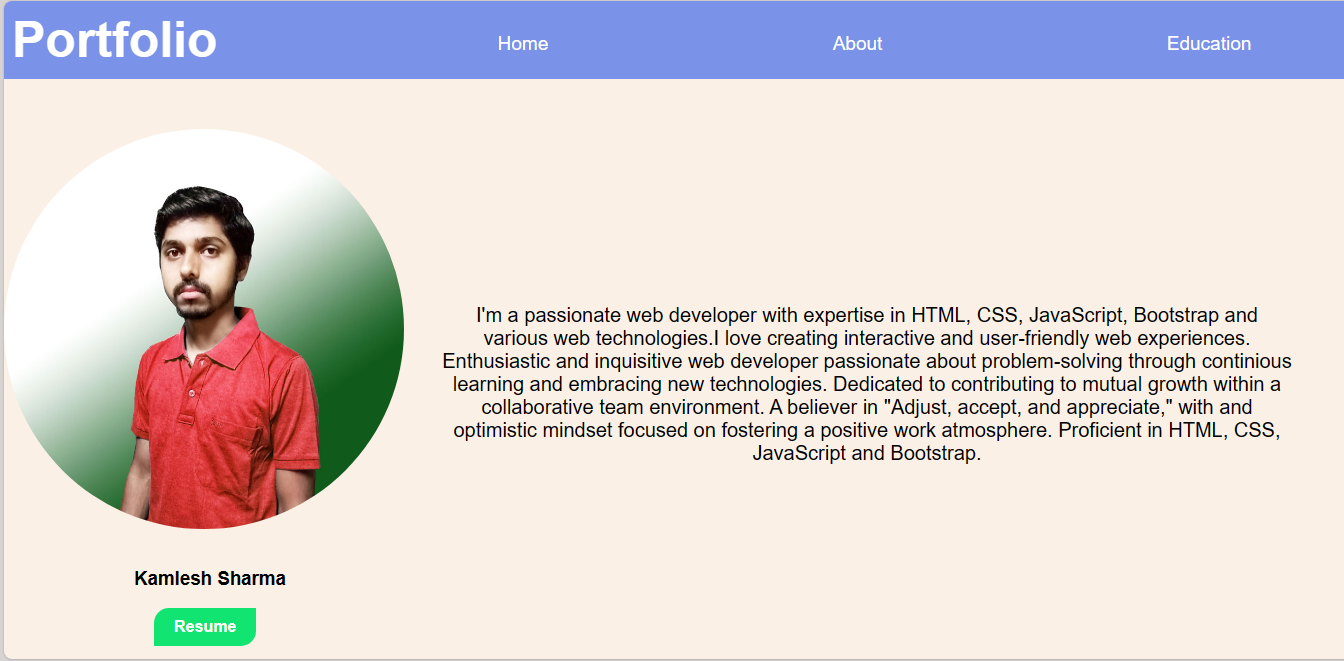 Portfolio
Home
About
Education
I'm a passionate web developer with expertise in HTML, CSS, JavaScript, Bootstrap and
various web technologies.I love creating interactive and user-friendly web experiences.
Enthusiastic and inquisitive web developer passionate about problem-solving through continious
learning and embracing new technologies. Dedicated to contributing to mutual growth within a
collaborative team environment. A believer in "Adjust, accept, and appreciate," with and
optimistic mindset focused on fostering a positive work atmosphere. Proficient in HTML, CSS,
JavaScript and Bootstrap.
Kamlesh Sharma
Resume